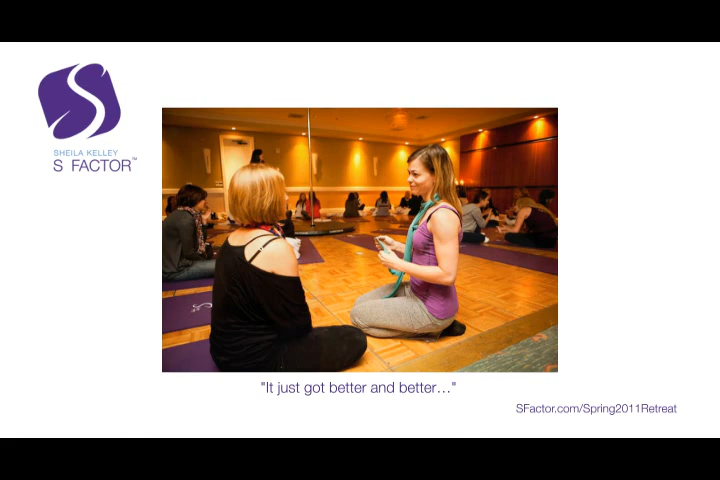 SHEILA KELLEY
S FACTOR™
"It just got better and better…"
SFactor.com/Spring2011Retreat